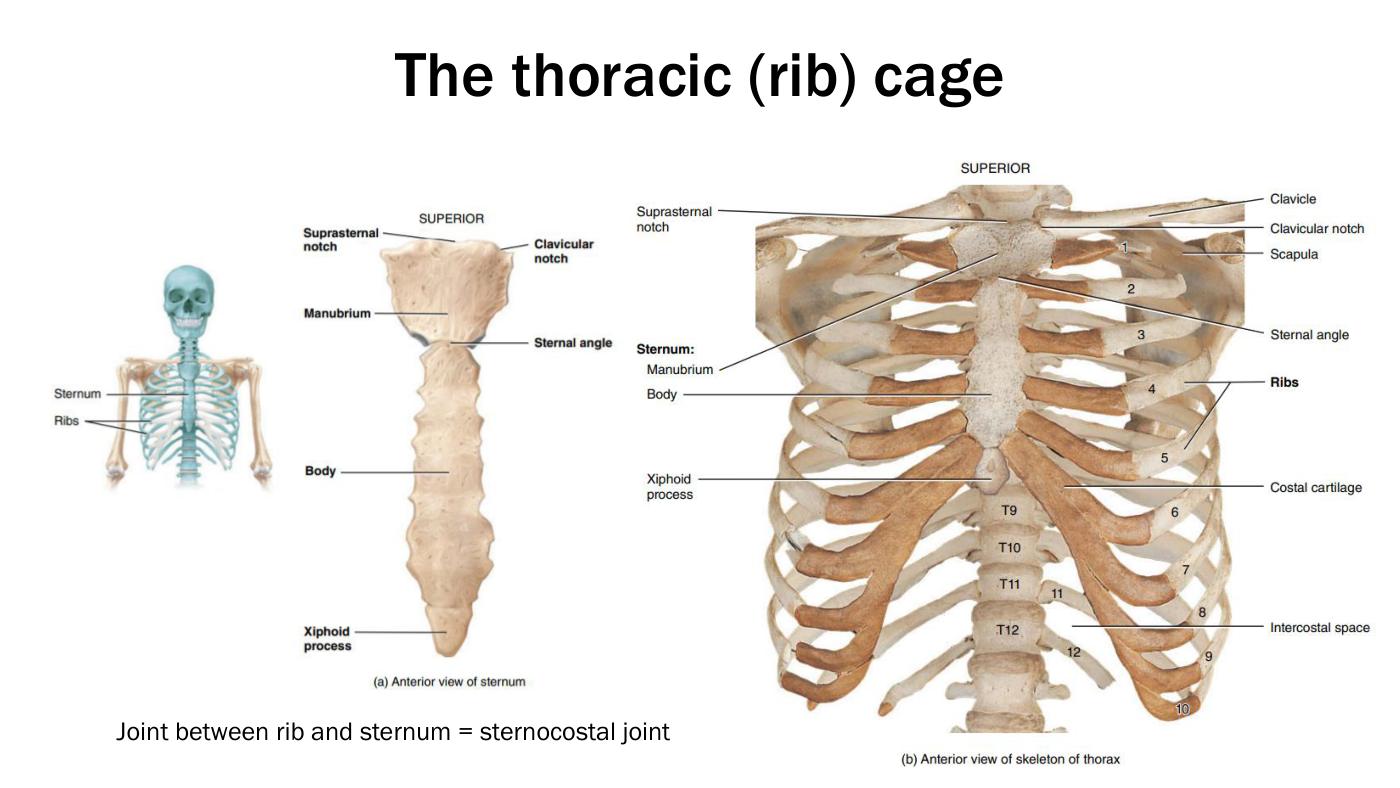 The thoracic (rib) cage
Sternum
Ribs
SUPERIOR
Suprasternal
notch
Clavicular
notch
Manubrium
Sternal angle
Body
Xiphoid
process
(a) Anterior view of sternum
Joint between rib and sternum = sternocostal joint
SUPERIOR
Suprasternal
notch
Sternum:
Manubrium
Body
Xiphoid
process
Clavicle
Clavicular notch
Scapula
Sternal angle
Ribs
Costal cartilage
Intercostal space
1
2
3
4
5
6
7
8
9
10
11
12
T9
T10
T11
T12
(b) Anterior view of skeleton of thorax